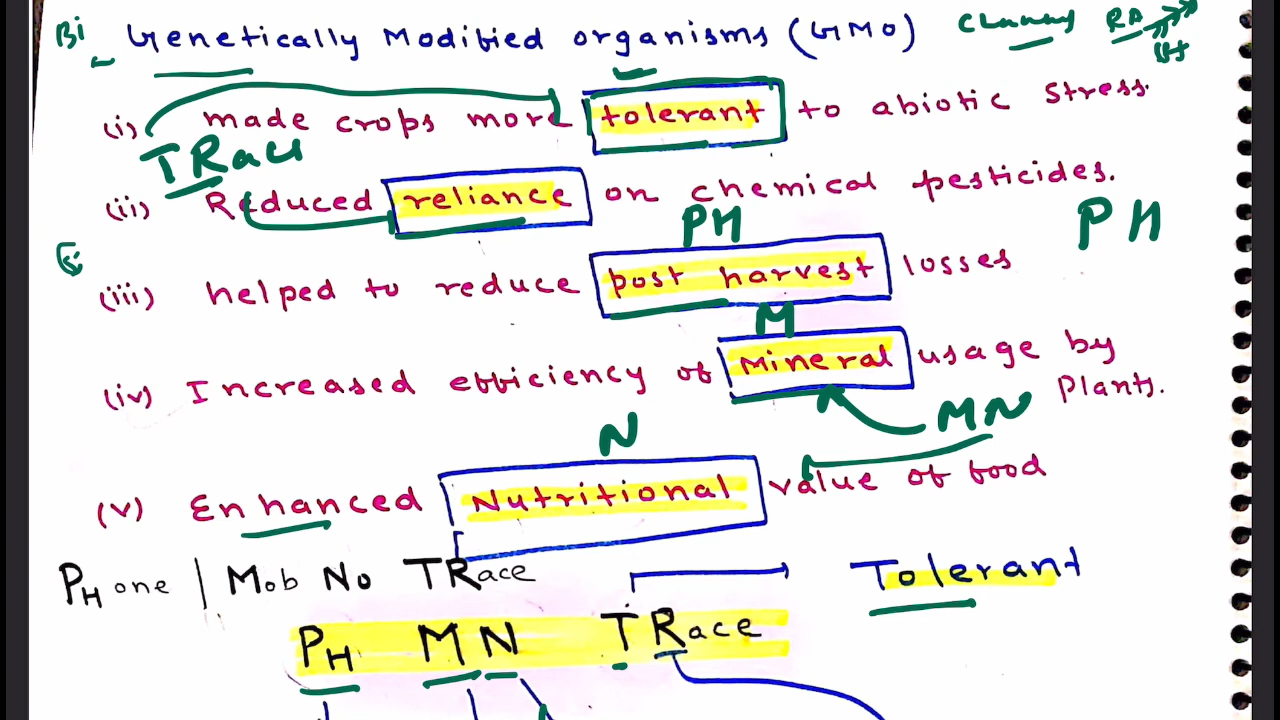 Bi Genetically Modified organisms (GMO)
(i) made crops more tolerant to abiotic stress.
TRace
(ii) Reduced reliance on chemical pesticides.
PH PH
(iii) helped to reduce post harvest losses
M
(iv) Increased efficiency of Mineral usage by
Plants.
MN
N
(v) Enhanced Nutritional value of food
PHone | Mob No TRace Tolerant
PH MN TRace